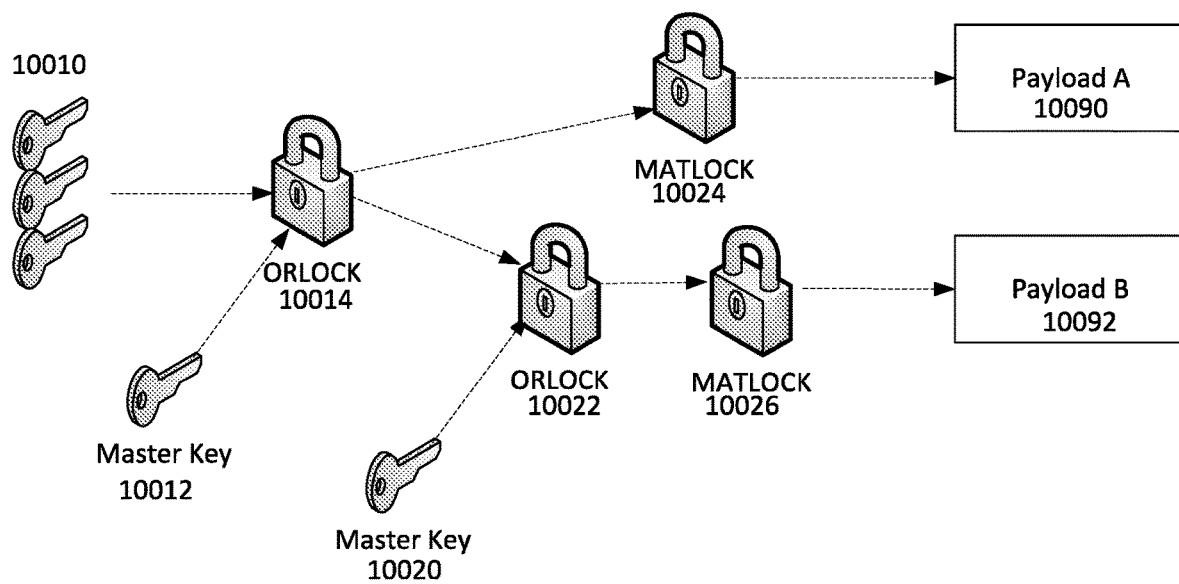 10010
Payload A
10090
MATLOCK
10024
ORLOCK
10014
Payload B
10092
ORLOCK
10022
MATLOCK
10026
Master Key
10012
Master Key
10020